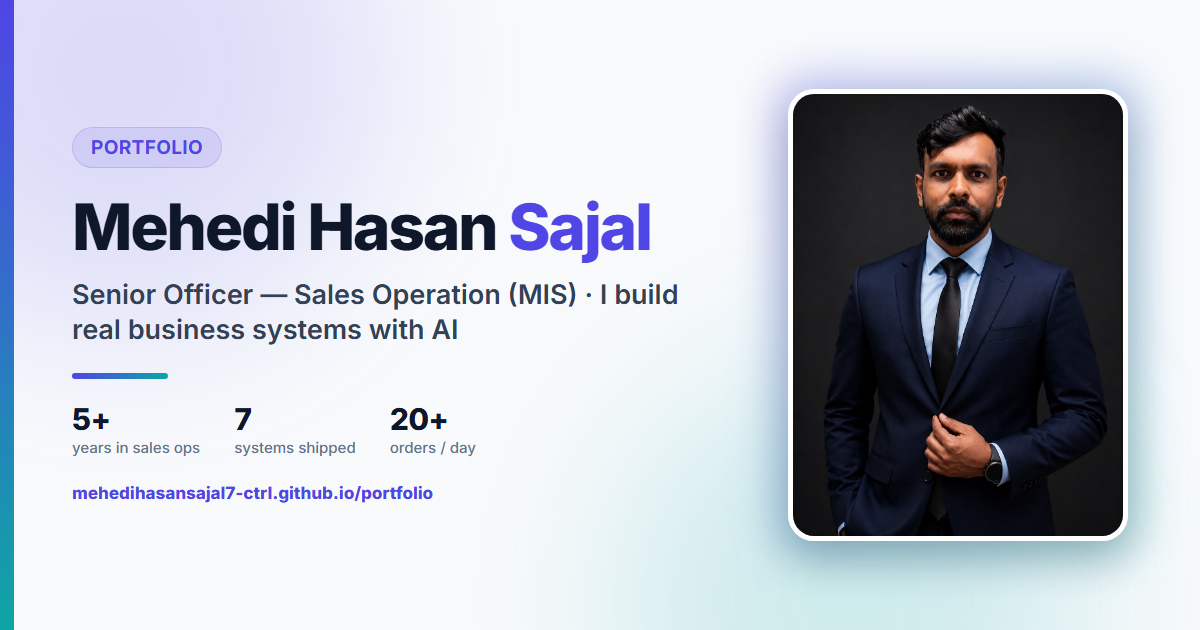 PORTFOLIO
Mehedi Hasan Sajal
Senior Officer — Sales Operation (MIS) · I build
real business systems with AI
5+ 7 20+
years in sales ops systems shipped orders / day
mehedihasansajal7-ctrl.github.io/portfolio